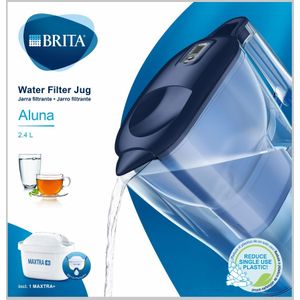 BRITA
Water Filter Jug
Jarra filtrante • Jarro filtrante
Aluna
2.4 L
MAXTRA+
Incl. 1 MAXTRA+
REDUCE
SINGLE USE
PLASTIC!